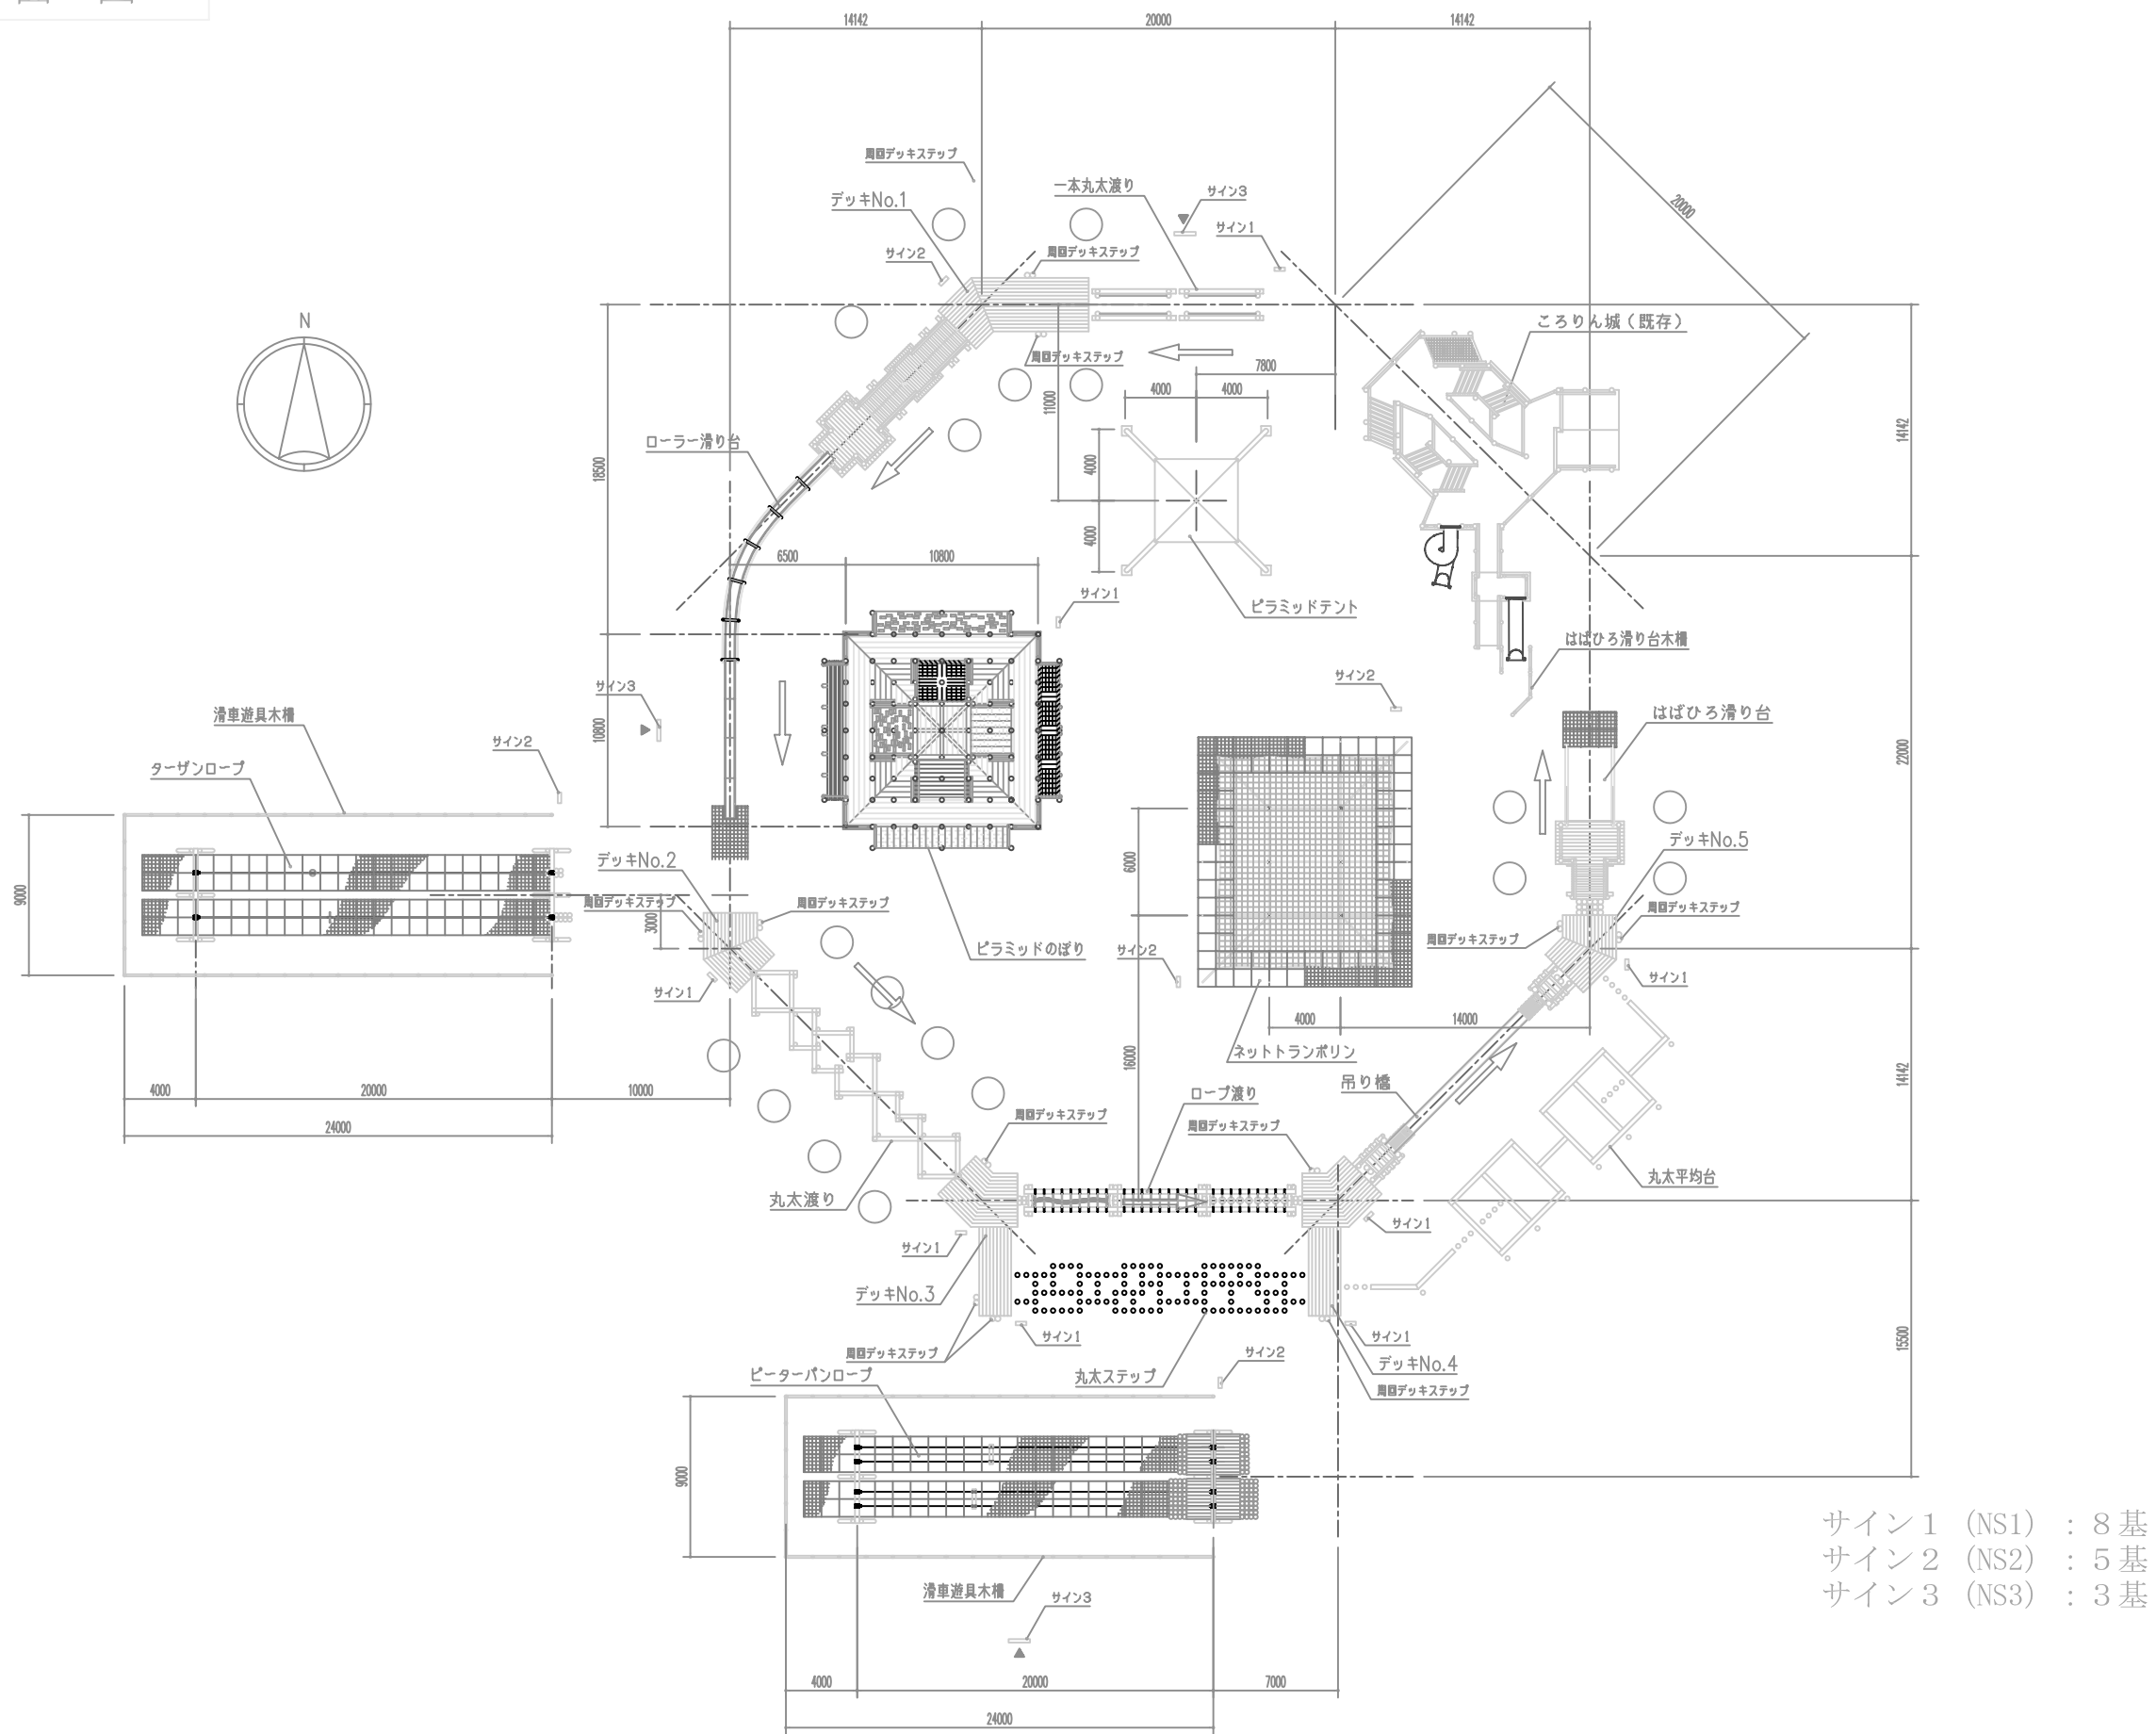 14142
20000
14142
周回デッキステップ
デッキNo.1
一本丸太渡り
サイン3
サイン1
20000
サイン2
周回デッキステップ
N
ころりん城（既存）
周回デッキステップ
7800
4000
4000
11000
ローラー滑り台
18500
4000
14142
4000
6500
10800
サイン1
ピラミッドテント
はばひろ滑り台木柵
サイン2
サイン3
滑車遊具木柵
サイン2
はばひろ滑り台
10800
ターザンロープ
22000
デッキNo.5
デッキNo.2
6000
9000
周回デッキステップ
周回デッキステップ
3000
周回デッキステップ
周回デッキステップ
ピラミッドのぼり
サイン2
サイン1
サイン1
4000
14000
ネットトランポリン
16000
14142
4000
20000
10000
吊り橋
ロープ渡り
24000
周回デッキステップ
周回デッキステップ
丸太平均台
丸太渡り
サイン1
サイン1
デッキNo.3
サイン1
サイン1
15500
周回デッキステップ
サイン2
デッキNo.4
ピーターパンロープ
丸太ステップ
周回デッキステップ
9000
サイン１ （NS1） ：８基
サイン２ （NS2） ：５基
サイン３ （NS3） ：３基
滑車遊具木柵
サイン3
4000
20000
7000
24000